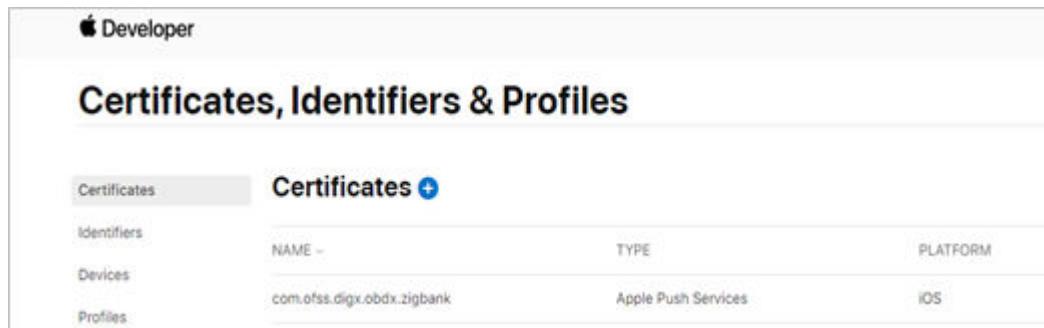 Developer
Certificates, Identifiers & Profiles
Certificates
Identifiers
Devices
Profiles
Certificates
NAME TYPE PLATFORM
com.ofss.digx.obdx.zigbank Apple Push Services iOS